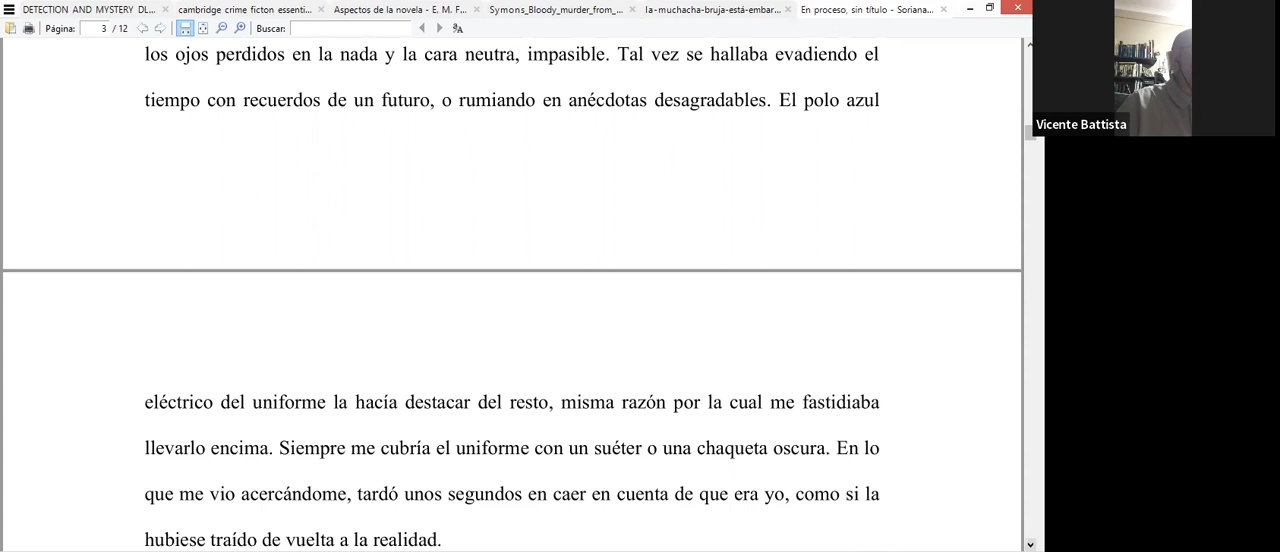 DETECTION AND MYSTERY DL...
cambridge crime ficton essenti...
Aspectos de la novela - E. M. F...
Symons_Bloody_murder_from_...
la-muchacha-bruja-está-embar...
En proceso, sin título - Soriana...
Página: 3 / 12
Buscar:
los ojos perdidos en la nada y la cara neutra, impasible. Tal vez se hallaba evadiendo el
tiempo con recuerdos de un futuro, o rumiando en anécdotas desagradables. El polo azul
eléctrico del uniforme la hacía destacar del resto, misma razón por la cual me fastidiaba
llevarlo encima. Siempre me cubría el uniforme con un suéter o una chaqueta oscura. En lo
que me vio acercándome, tardó unos segundos en caer en cuenta de que era yo, como si la
hubiese traído de vuelta a la realidad.
Vicente Battista